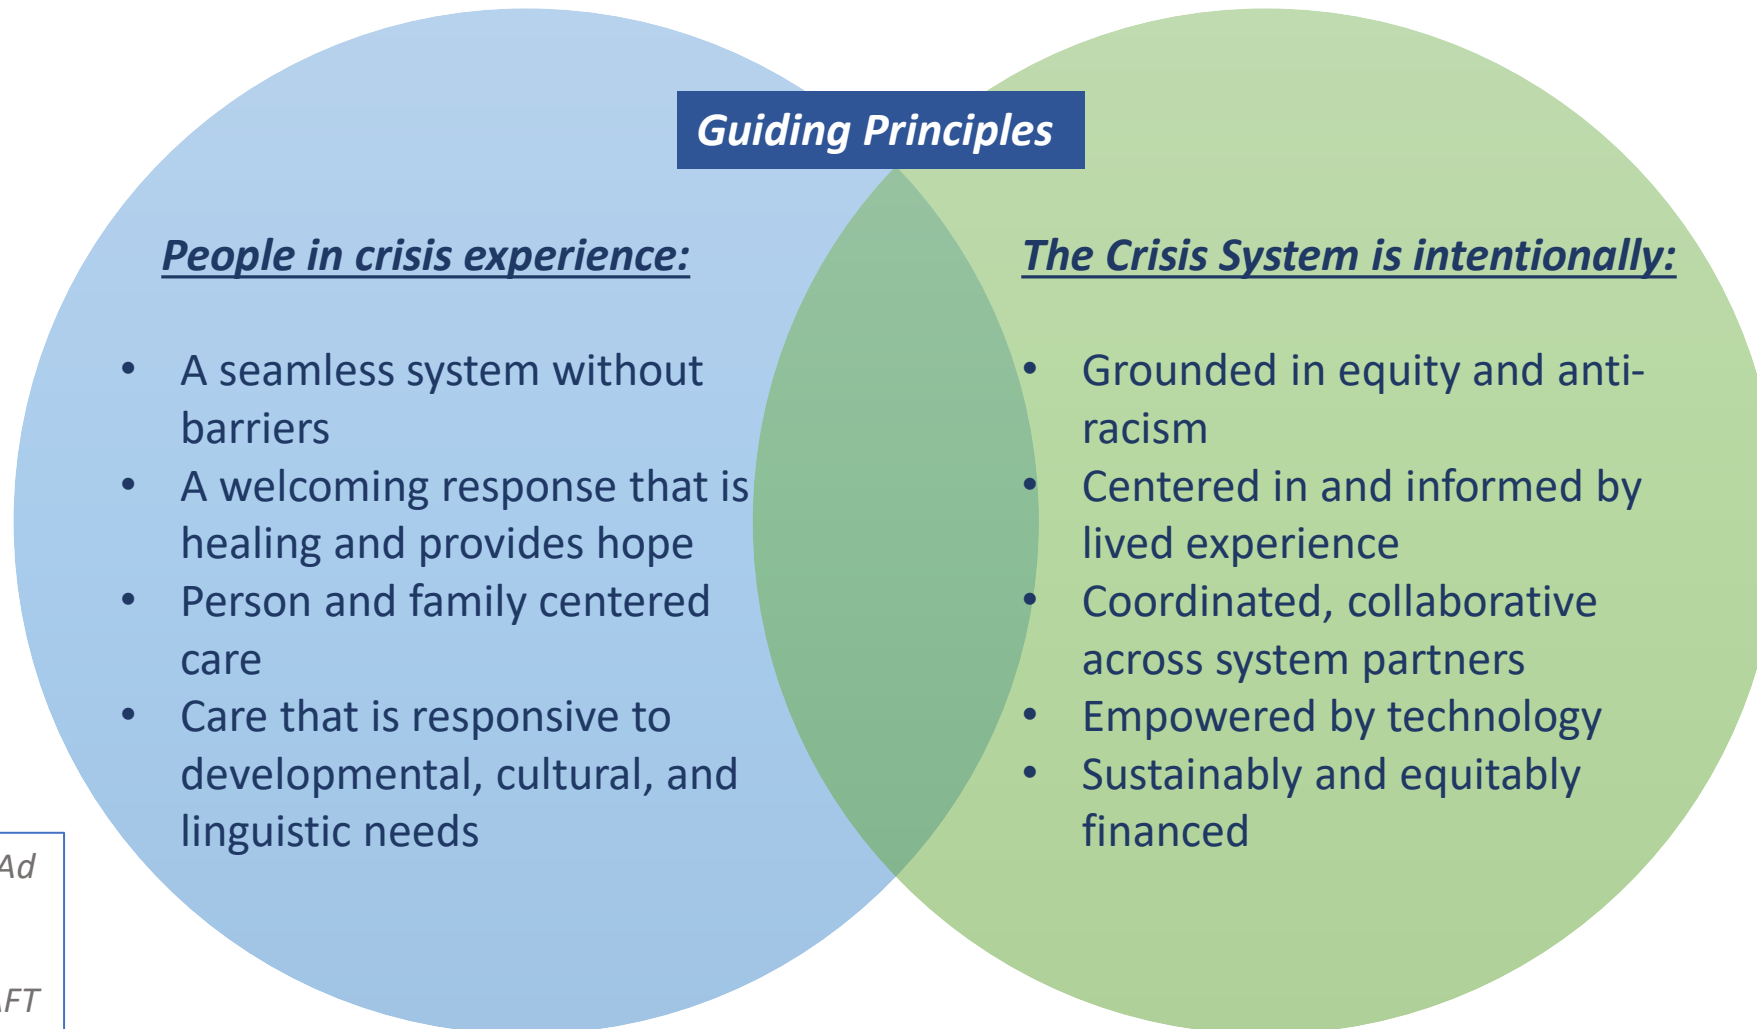 Guiding Principles
People in crisis experience:
• A seamless system without
barriers
• A welcoming response that is
healing and provides hope
• Person and family centered
care
• Care that is responsive to
developmental, cultural, and
linguistic needs
The Crisis System is intentionally:
• Grounded in equity and anti-
racism
• Centered in and informed by
lived experience
• Coordinated, collaborative
across system partners
• Empowered by technology
• Sustainably and equitably
financed
Ad